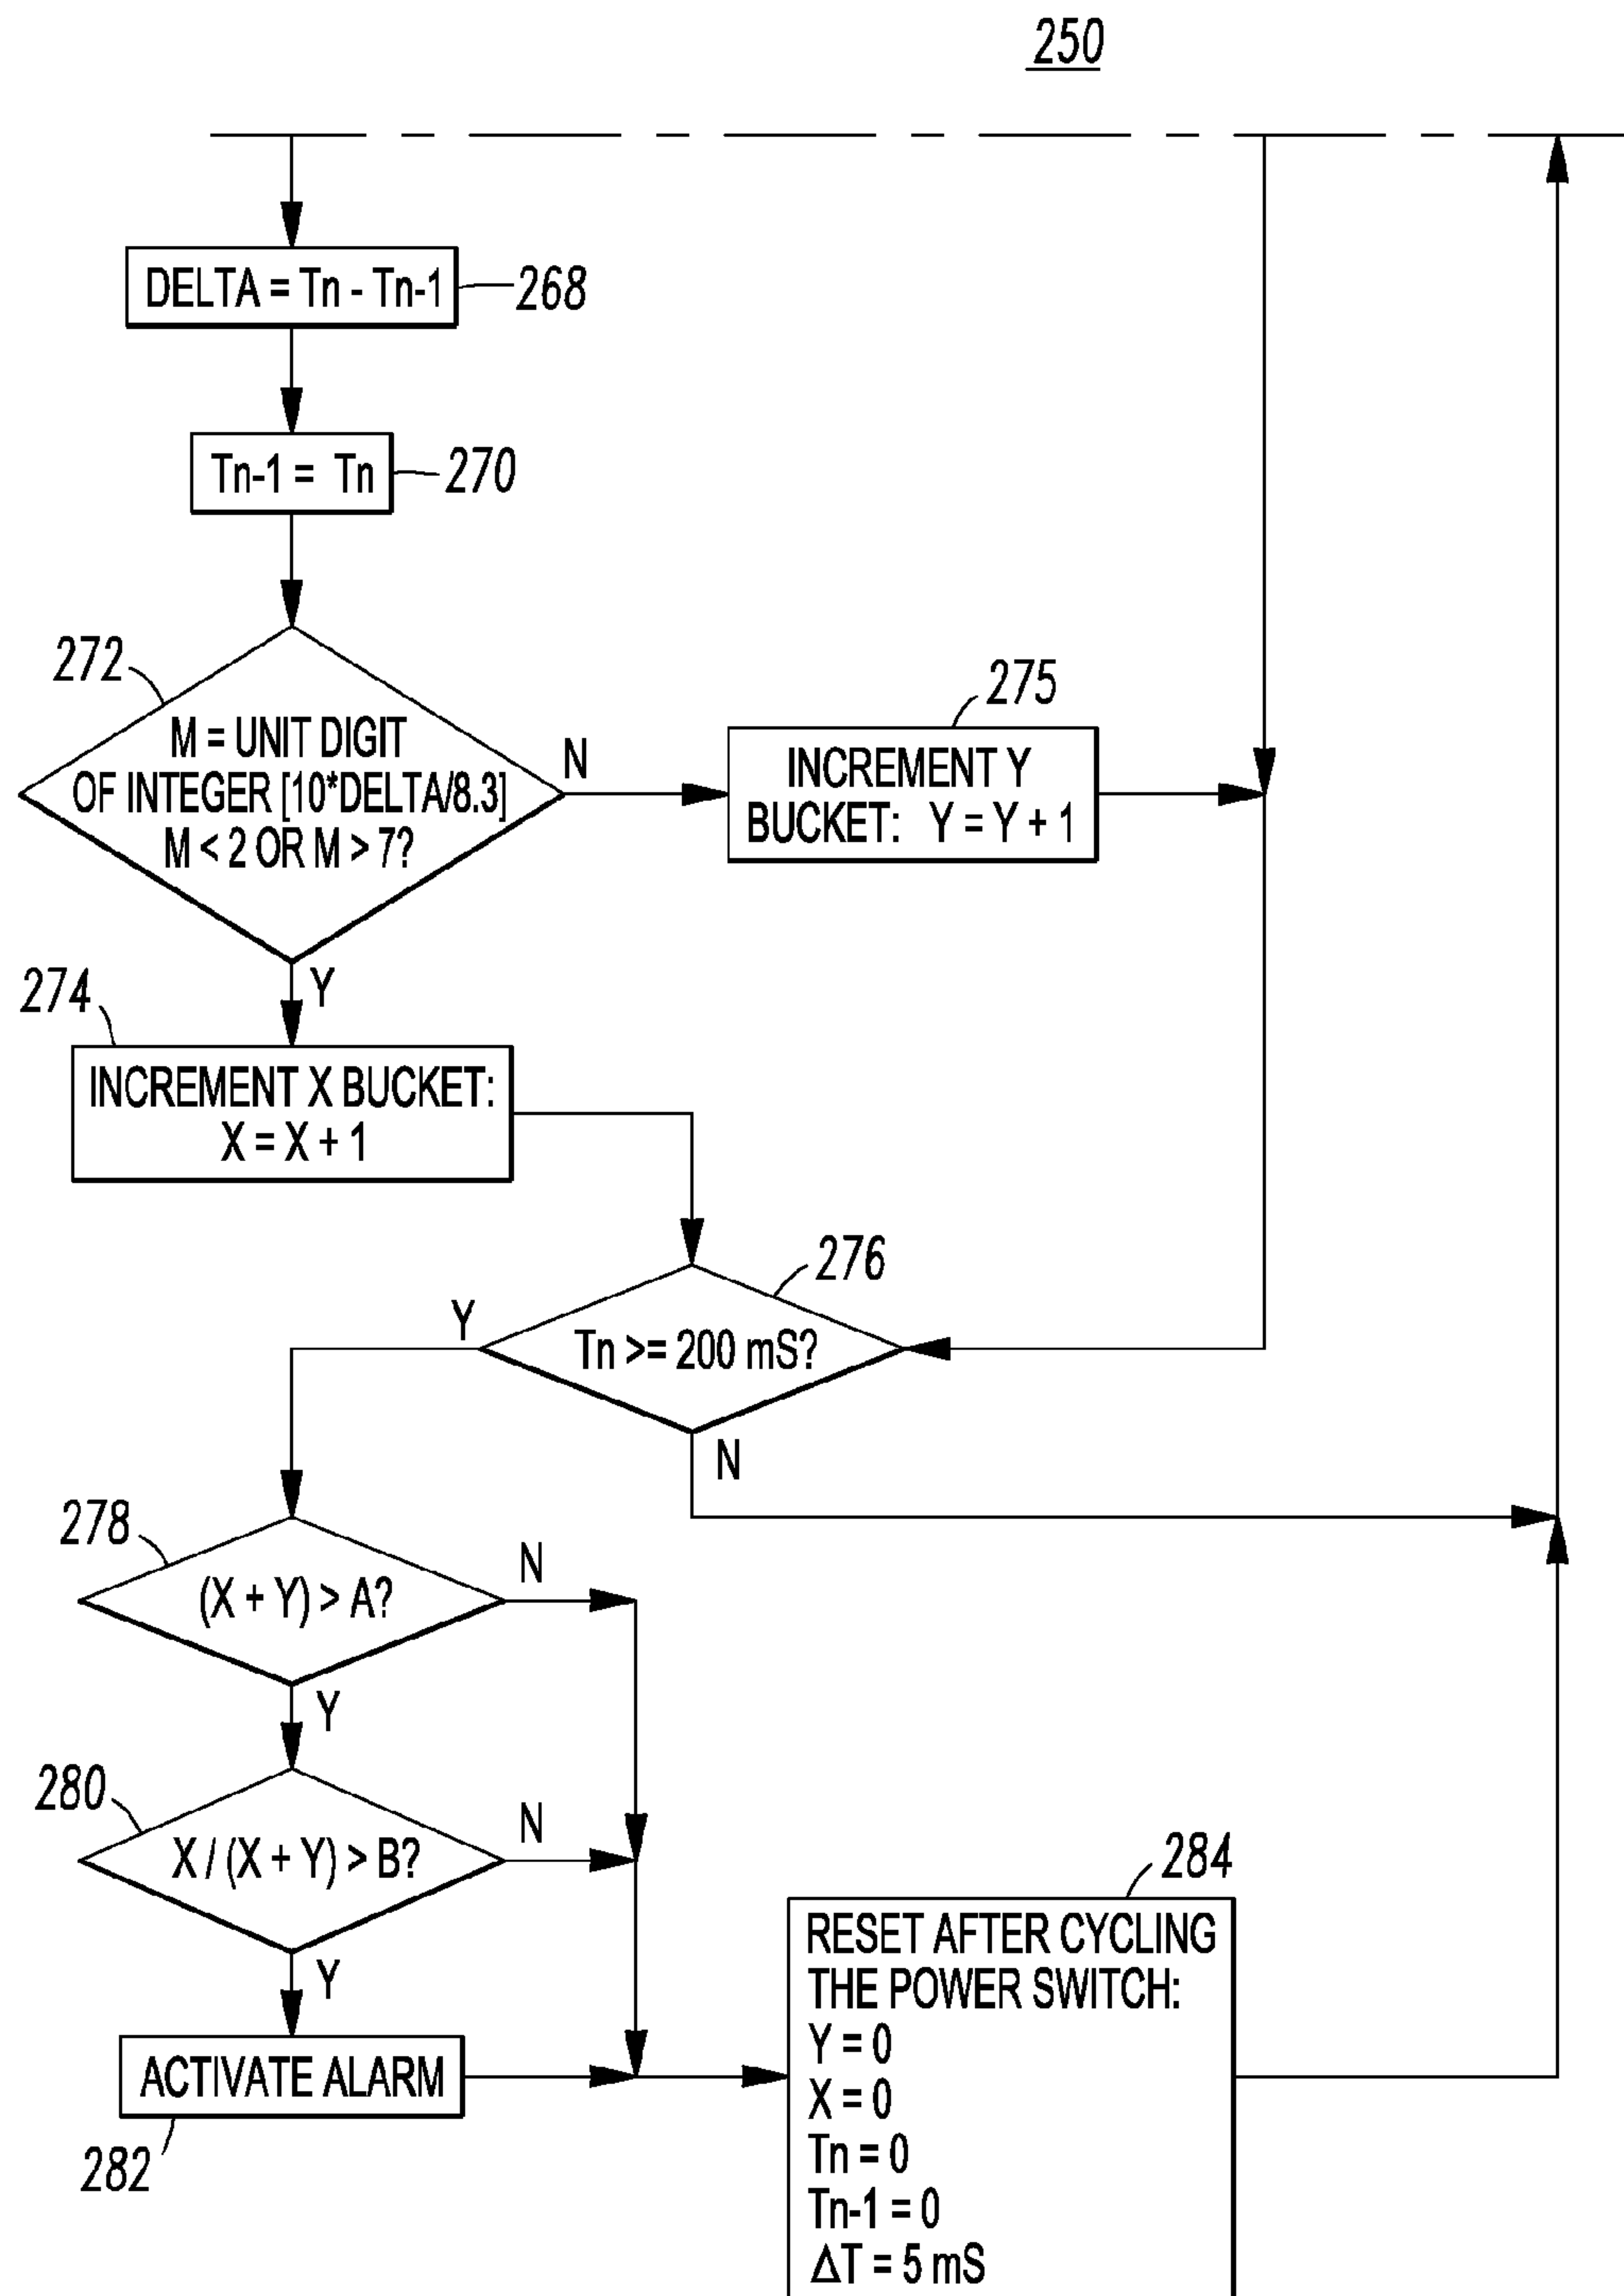 250
DELTA = Tn - Tn-1
268
Tn-1 = Tn
270
272
M = UNIT DIGIT
OF INTEGER [10*DELTA/8.3]
M < 2 OR M > 7?
N
275
INCREMENT Y
BUCKET: Y = Y + 1
Y
274
INCREMENT X BUCKET:
X = X + 1
276
Y
Tn >= 200 mS?
N
278
(X + Y) > A?
N
Y
280
X / (X + Y) > B?
N
Y
ACTIVATE ALARM
282
284
RESET AFTER CYCLING
THE POWER SWITCH:
Y = 0
X = 0
Tn = 0
Tn-1 = 0
ΔT = 5 mS